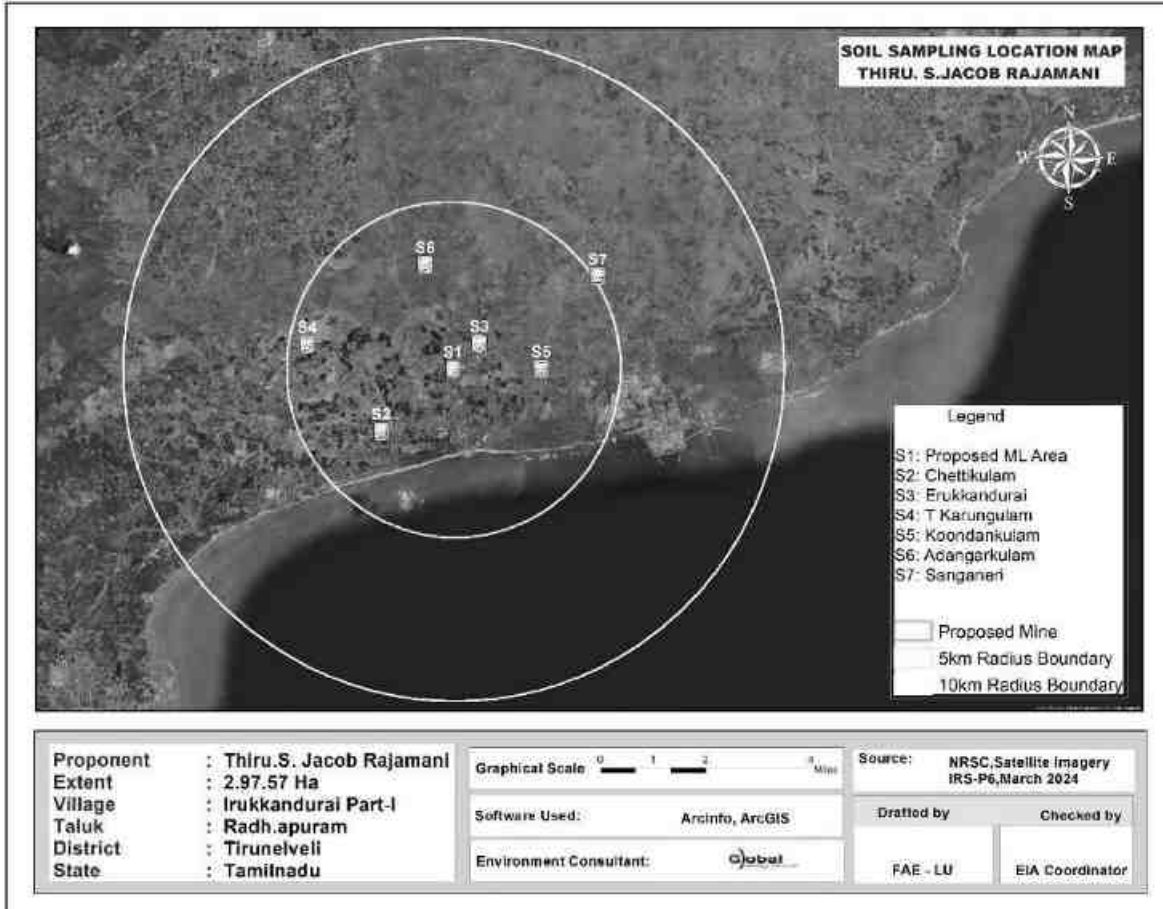 SOIL SAMPLING LOCATION MAP
THIRU. S.JACOB RAJAMANI
N
W E
S
S6
S7
S4
S3
S1
S5
S2
Legend
S1: Proposed ML Area
S2: Chettikulam
S3: Erukkandurai
S4: T Karungulam
S5: Koondankulam
S6: Adangarkulam
S7: Sanganeri
Proposed Mine
5km Radius Boundary
10km Radius Boundary
Proponent : Thiru.S. Jacob Rajamani
Extent : 2.97.57 Ha
Village : Irukkandurai Part-I
Taluk : Radh.apuram
District : Tirunelveli
State : Tamilnadu
Graphical Scale 0 1 2 4 Miles
Software Used: Arcinfo, ArcGIS
Environment Consultant: Global
Source: NRSC,Satellite Imagery
IRS-P6,March 2024
Drafted by Checked by
FAE - LU EIA Coordinator